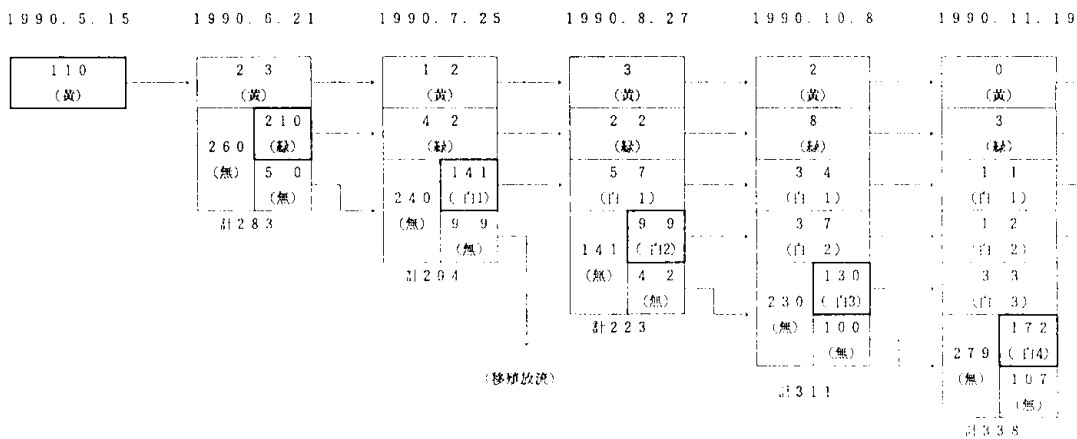 1990.5.15 1990.6.21 1990.7.25 1990.8.27 1990.10.8 1990.11.19
110 23 12 3 2 0
(黄) (黄) (黄) (黄) (黄) (黄)
210 42 22 8 3
260 (緑) (緑) (緑) (緑) (緑)
(無) 50 141 57 34 11
(無) 240 (白1) (白1) (白1) (白1)
計283 (無) 99 99 37 12
(無) 141 (白2) (白2) (白2)
計294 (無) 42 130 33
(無) 230 (白3) (白3)
計223 (無) 100 172
(無) 279 (白4)
(移殖放流) (無) 107
計311 (無)
計338